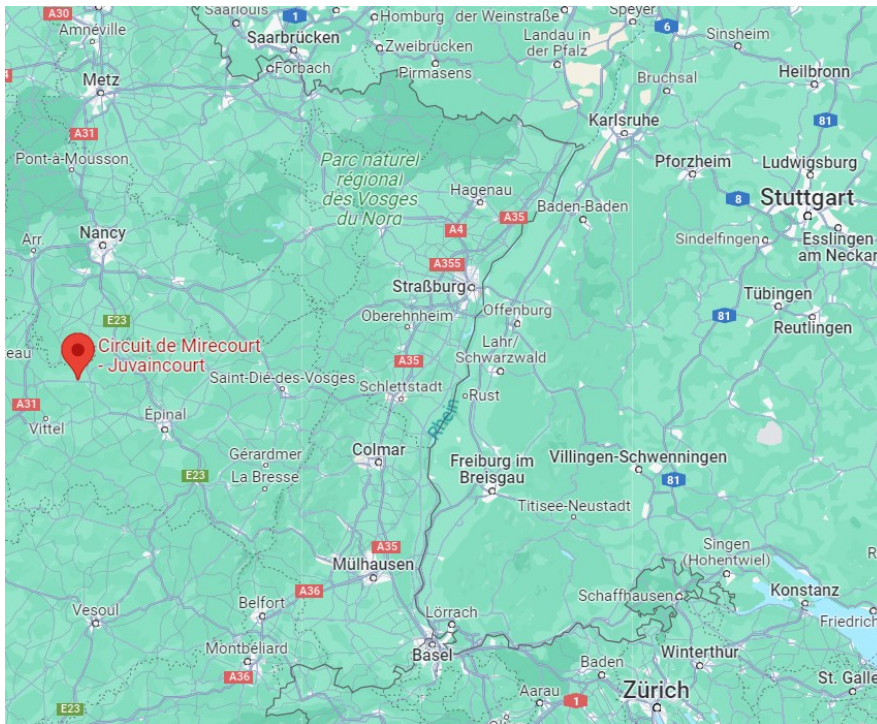 A30
Saarlouis
1
Homburg
der Weinstraße
Speyer
Amnéville
Saarbrücken
Zweibrücken
Landau in
der Pfalz
6
Sinsheim
Forbach
Pirmasens
Metz
Bruchsal
Heilbronn
A31
Karlsruhe
81
Pont-à-Mousson
Parc naturel
régional
des Vosges
du Nord
Pforzheim
Ludwigsburg
Hagenau
8
Stuttgart
Nancy
A35
Baden-Baden
A4
Arr.
Sindelfingen
Esslingen
am Neckar
A355
Straßburg
Tübingen
E23
Offenburg
81
Reutlingen
Oberehnheim
Circuit de Mirecourt
- Juvaincourt
Lahr/
Schwarzwald
eau
A35
Saint-Dié-des-Vosges
Schlettstadt
Rust
A31
Vittel
Épinal
Rhein
Gérardmer
Colmar
Freiburg im
Breisgau
Villingen-Schwenningen
E23
La Bresse
81
Titisee-Neustadt
A35
Mülhausen
Singen
(Hohentwiel)
R
A36
Schaffhausen
Konstanz
Vesoul
Belfort
Lörrach
Friedrich
Montbéliard
Basel
Winterthur
A36
Baden
St. Galle
E23
Aarau
1
Zürich